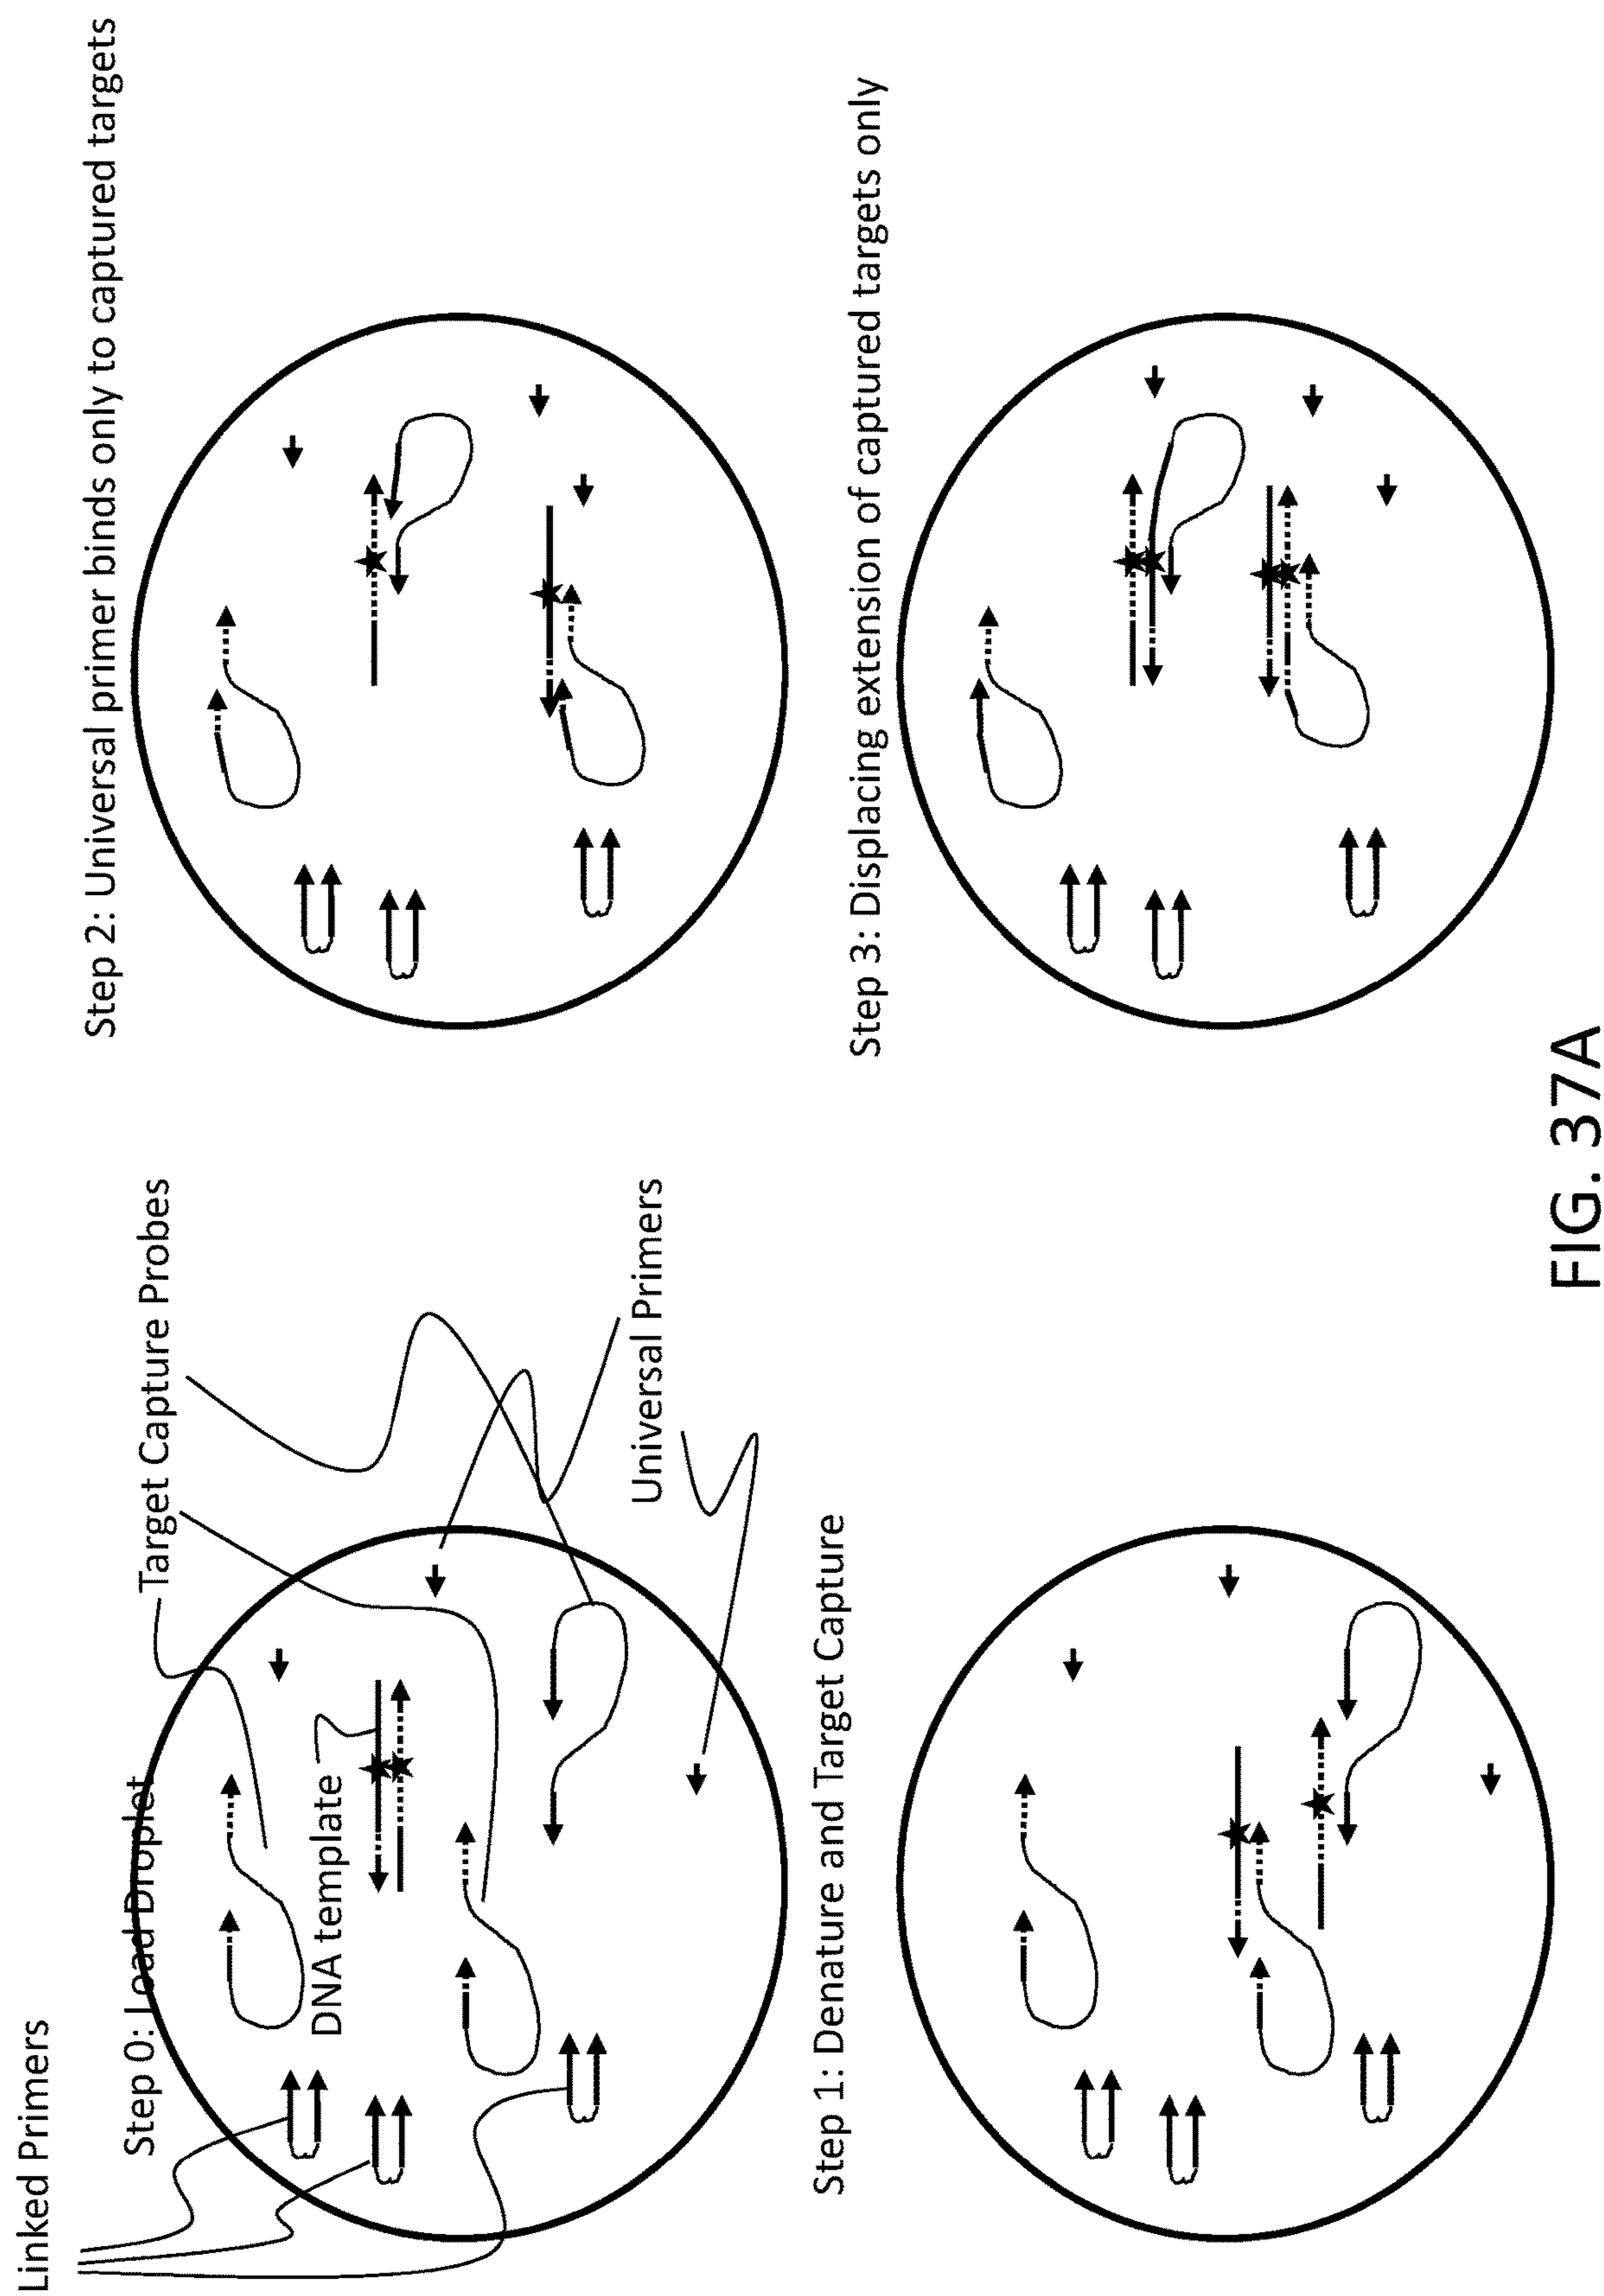 Linked Primers
Step 0: Load Droplet
Target Capture Probes
DNA template
Universal Primers
Step 1: Denature and Target Capture
Step 2: Universal primer binds only to captured targets
Step 3: Displacing extension of captured targets only
FIG. 37A